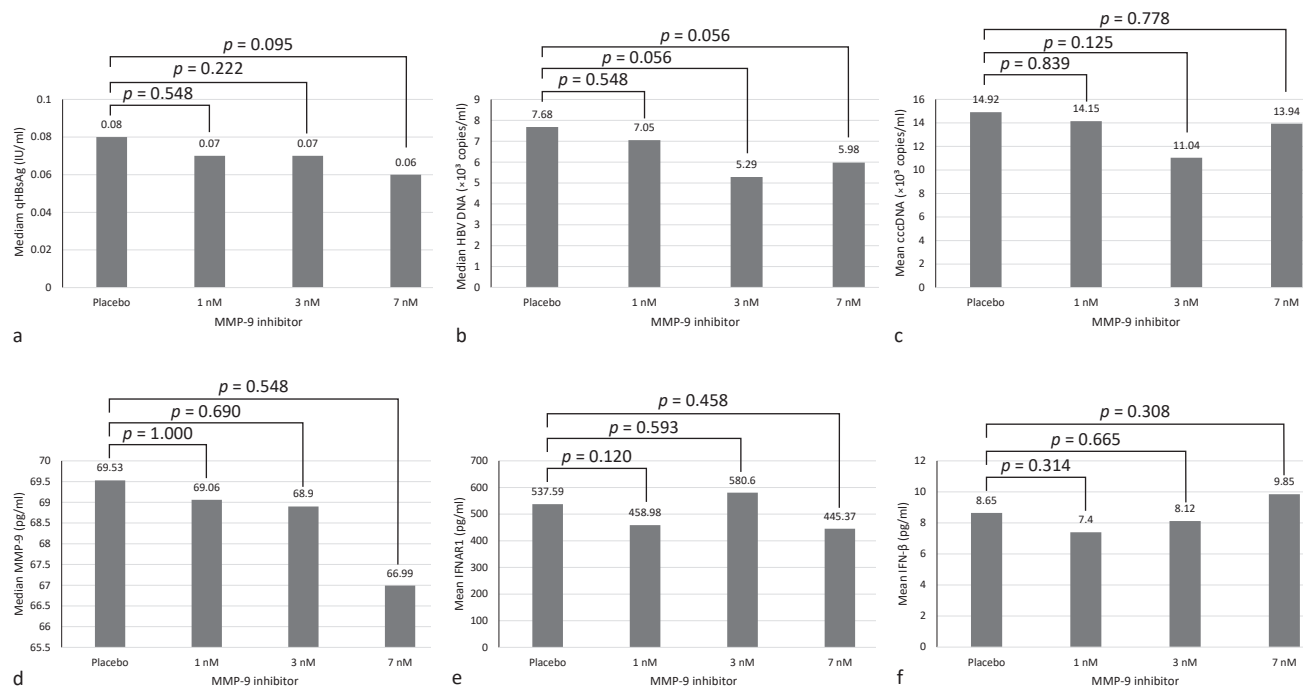 p = 0.095
p = 0.222
p = 0.548
Mediam qHBsAg (IU/ml)
0.1
0.08
0.06
0.04
0.02
0
0.08
0.07
0.07
0.06
Placebo
1 nM
3 nM
7 nM
MMP-9 inhibitor
a
p = 0.056
p = 0.056
p = 0.548
Median HBV DNA (×10³ copies/ml)
9
8
7
6
5
4
3
2
1
0
7.68
7.05
5.29
5.98
Placebo
1 nM
3 nM
7 nM
MMP-9 inhibitor
b
p = 0.778
p = 0.125
p = 0.839
Mean cccDNA (×10³ copies/ml)
16
14
12
10
8
6
4
2
0
14.92
14.15
11.04
13.94
Placebo
1 nM
3 nM
7 nM
MMP-9 inhibitor
c
p = 0.548
p = 0.690
p = 1.000
Median MMP-9 (pg/ml)
70
69.5
69
68.5
68
67.5
67
66.5
66
65.5
69.53
69.06
68.9
66.99
Placebo
1 nM
3 nM
7 nM
MMP-9 inhibitor
d
p = 0.458
p = 0.593
p = 0.120
Mean IFNAR1 (pg/ml)
700
600
500
400
300
200
100
0
537.59
458.98
580.6
445.37
Placebo
1 nM
3 nM
7 nM
MMP-9 inhibitor
e
p = 0.308
p = 0.665
p = 0.314
Mean IFN-β (pg/ml)
12
10
8
6
4
2
0
8.65
7.4
8.12
9.85
Placebo
1 nM
3 nM
7 nM
MMP-9 inhibitor
f